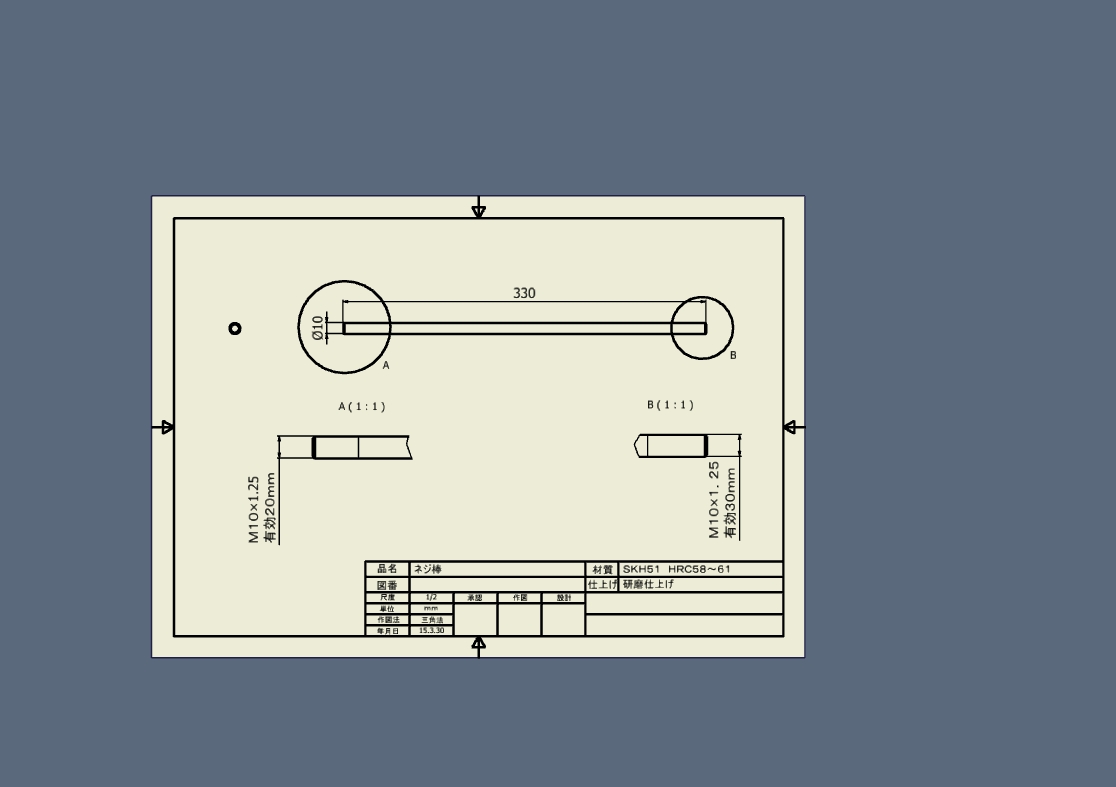 330
Ø10
A
B
A ( 1 : 1 )
B ( 1 : 1 )
M10×1.25
有効20mm
M10×1. 25
有効30mm
品名 ネジ棒 材質 SKH51 HRC58～61
図番 仕上げ 研磨仕上げ
尺度 1/2 承認 作図 設計
単位 mm
作図法 三角法
年月日 15.3.30